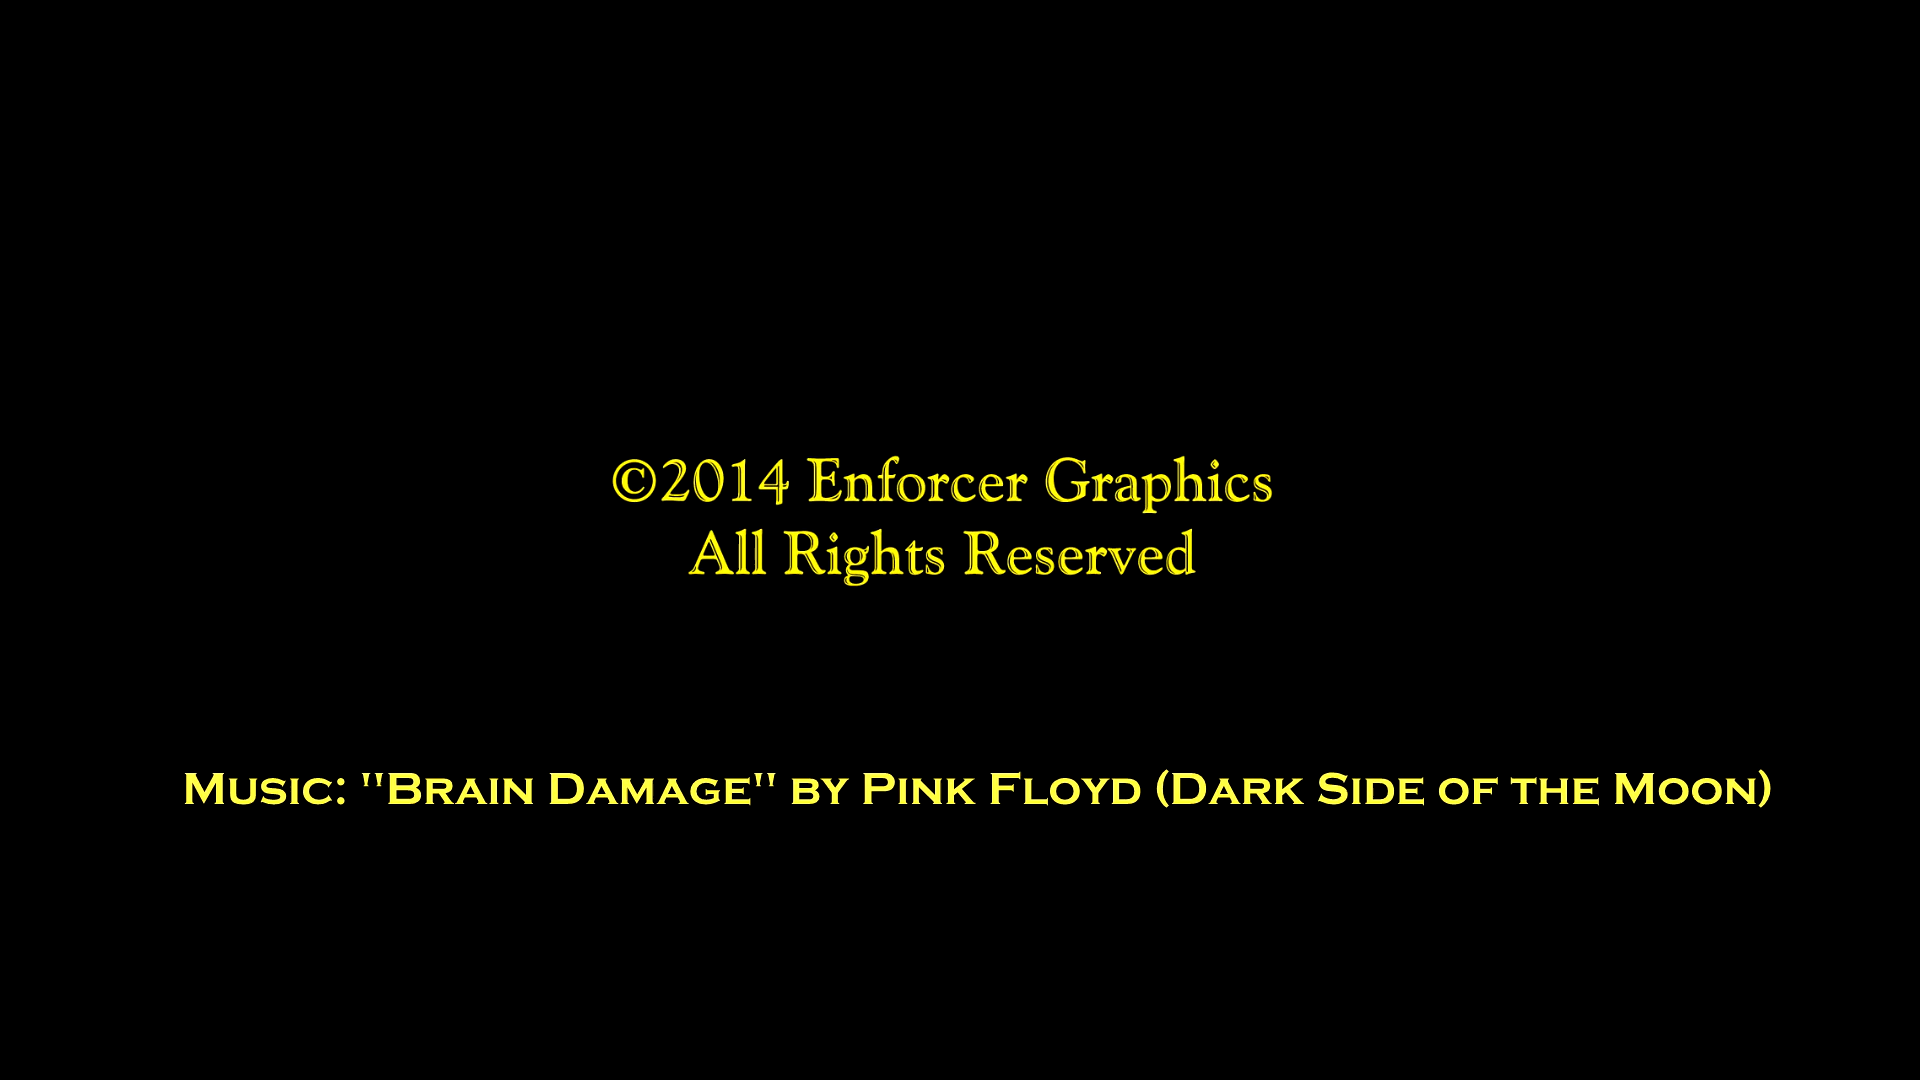 ©2014 Enforcer Graphics
All Rights Reserved
Music: "Brain Damage" by Pink Floyd (Dark Side of the Moon)